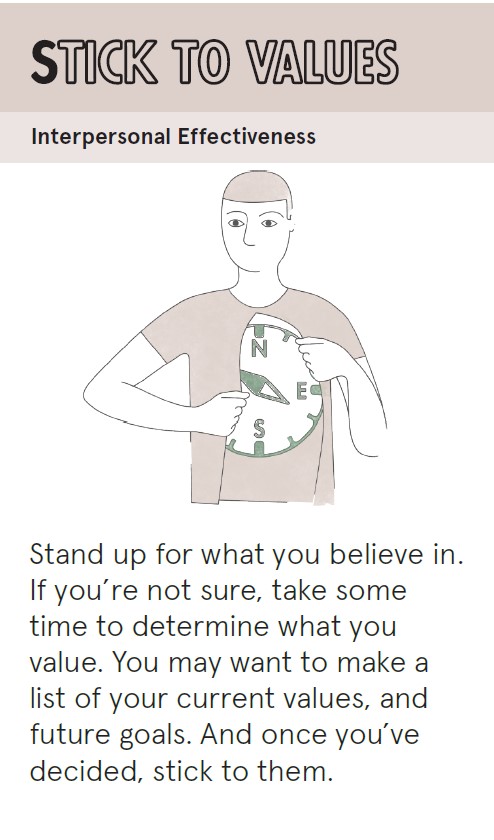 STICK TO VALUES
Interpersonal Effectiveness
N
E
S
Stand up for what you believe in.
If you’re not sure, take some
time to determine what you
value. You may want to make a
list of your current values, and
future goals. And once you’ve
decided, stick to them.